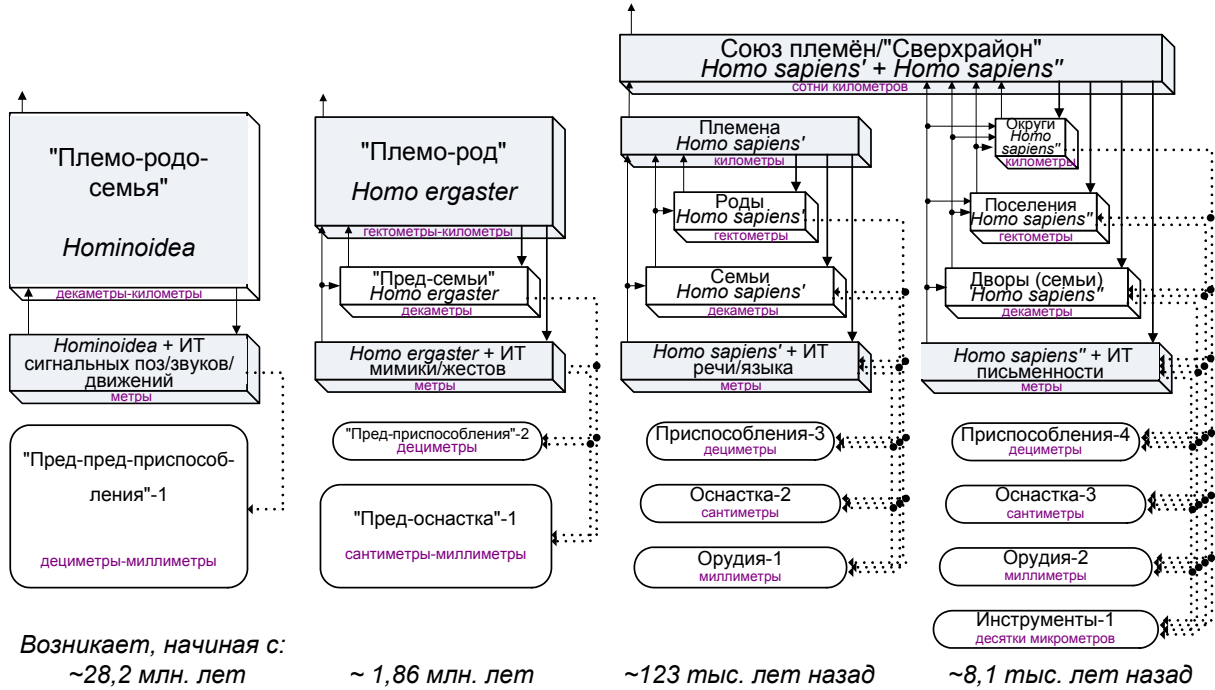 "Племо-родо-
семья"
Hominoidea
декаметры-километры
Hominoidea + ИТ
сигнальных поз/звуков/
движений
метры
"Пред-пред-приспособ-
ления"-1
дециметры-миллиметры
Возникает, начиная с:
~28,2 млн. лет
"Племо-род"
Homo ergaster
гектометры-километры
"Пред-семьи"
Homo ergaster
декаметры
Homo ergaster + ИТ
мимики/жестов
метры
"Пред-приспособления"-2
дециметры
"Пред-оснастка"-1
сантиметры-миллиметры
~ 1,86 млн. лет
Союз племён/"Сверхрайон"
Homo sapiens' + Homo sapiens"
сотни километров
Племена
Homo sapiens'
километры
Роды
Homo sapiens'
гектометры
Семьи
Homo sapiens'
декаметры
Homo sapiens' + ИТ
речи/языка
метры
Приспособления-3
дециметры
Оснастка-2
сантиметры
Орудия-1
миллиметры
~123 тыс. лет назад
Округи
Homo
sapiens"
километры
Поселения
Homo sapiens"
гектометры
Дворы (семьи)
Homo sapiens"
декаметры
Homo sapiens" + ИТ
письменности
метры
Приспособления-4
дециметры
Оснастка-3
сантиметры
Орудия-2
миллиметры
Инструменты-1
десятки микрометров
~8,1 тыс. лет назад